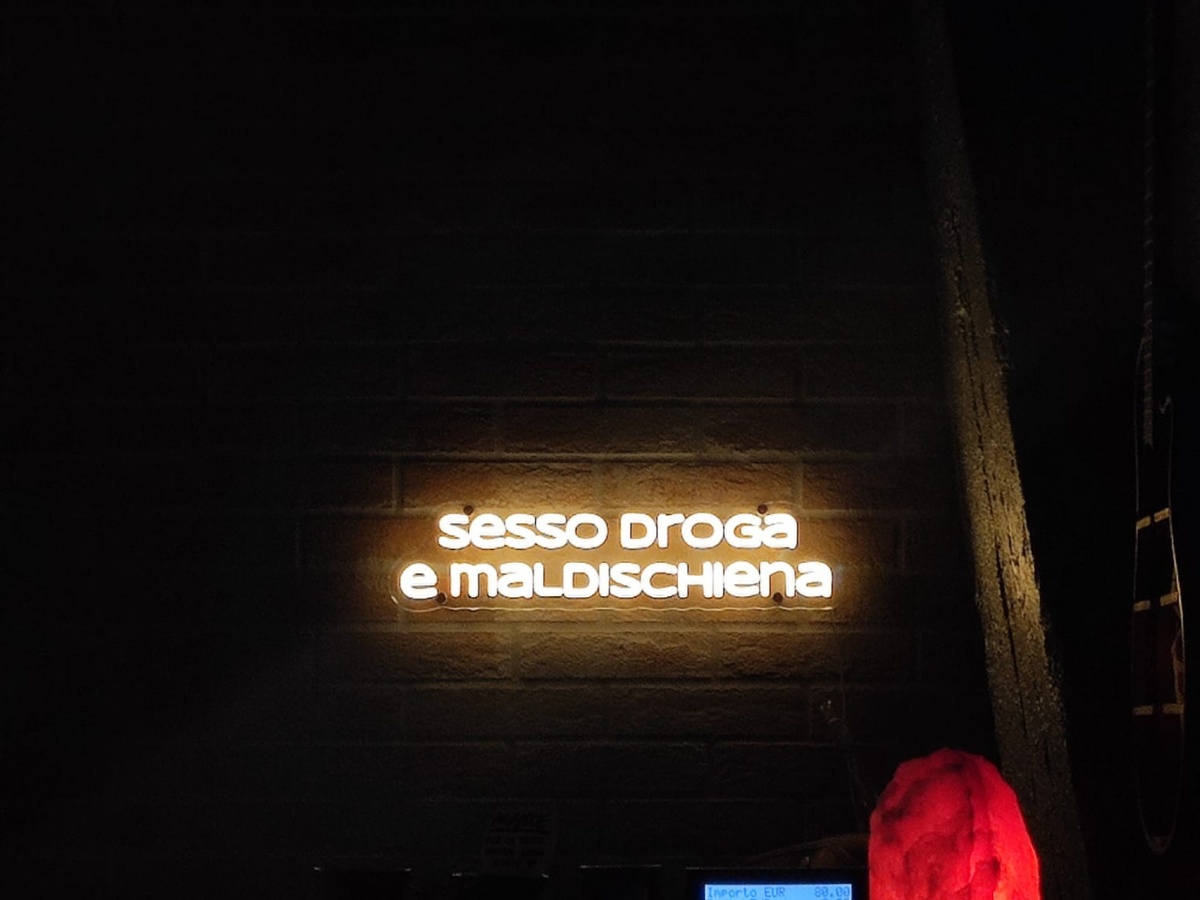 sesso DroGa
e maLDISCHIena
Importo EUR 80.00